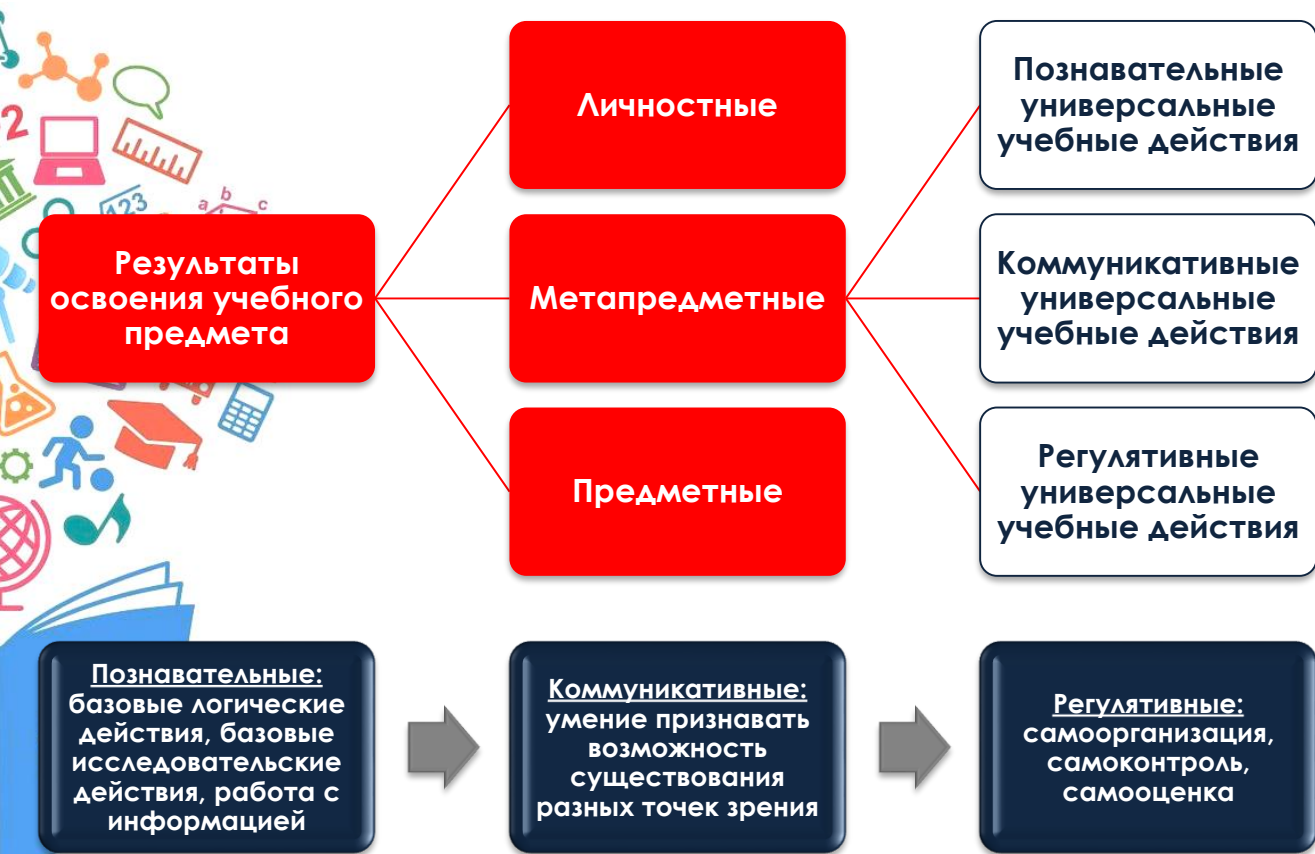 Личностные
Познавательные
универсальные
учебные действия
2
a b c
123
Результаты
освоения учебного
предмета
Метапредметные
Коммуникативные
универсальные
учебные действия
Предметные
Регулятивные
универсальные
учебные действия
Познавательные:
базовые логические
действия, базовые
исследовательские
действия, работа с
информацией
Коммуникативные:
умение признавать
возможность
существования
разных точек зрения
Регулятивные:
самоорганизация,
самоконтроль,
самооценка